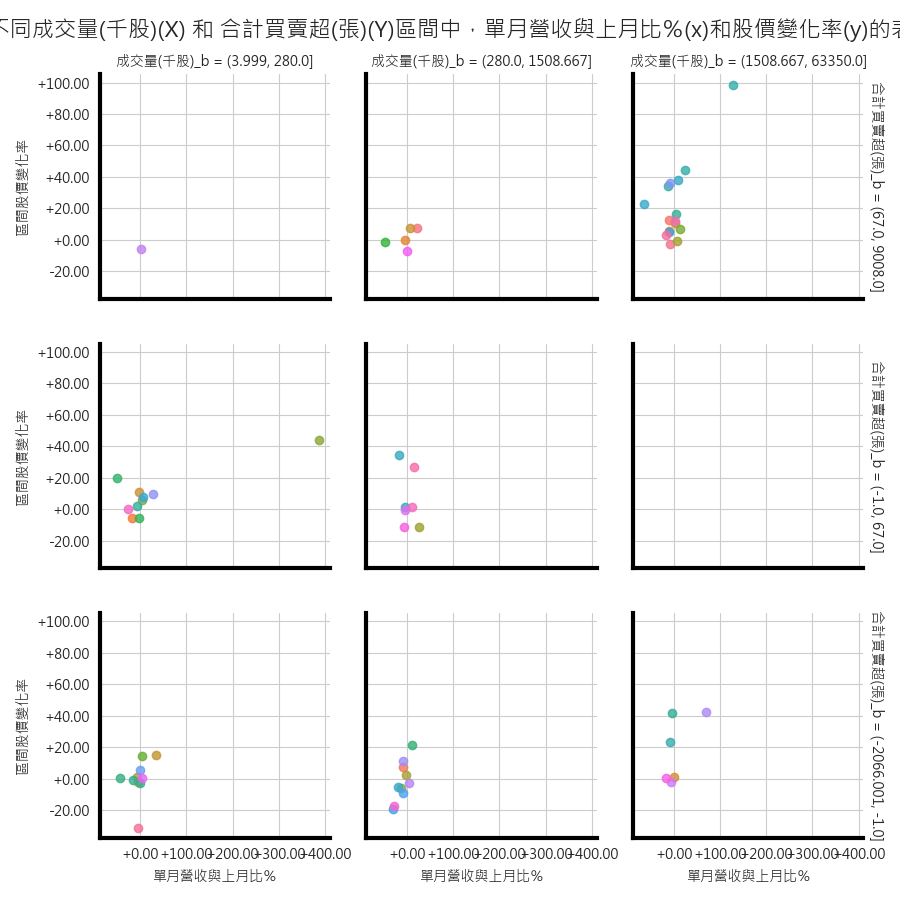 不同成交量(千股)(X) 和 合計買賣超(張)(Y)區間中，單月營收與上月比%(x)和股價變化率(y)的表
成交量(千股)_b = (3.999, 280.0]
成交量(千股)_b = (280.0, 1508.667]
成交量(千股)_b = (1508.667, 63350.0]
合計買賣超(張)_b = (67.0, 9008.0]
區間股價變化率
+100.00
+80.00
+60.00
+40.00
+20.00
+0.00
-20.00
合計買賣超(張)_b = (-1.0, 67.0]
區間股價變化率
+100.00
+80.00
+60.00
+40.00
+20.00
+0.00
-20.00
合計買賣超(張)_b = (-2066.001, -1.0]
區間股價變化率
+100.00
+80.00
+60.00
+40.00
+20.00
+0.00
-20.00
+0.00 +100.00 +200.00 +300.00 +400.00
+0.00 +100.00 +200.00 +300.00 +400.00
+0.00 +100.00 +200.00 +300.00 +400.00
單月營收與上月比%
單月營收與上月比%
單月營收與上月比%